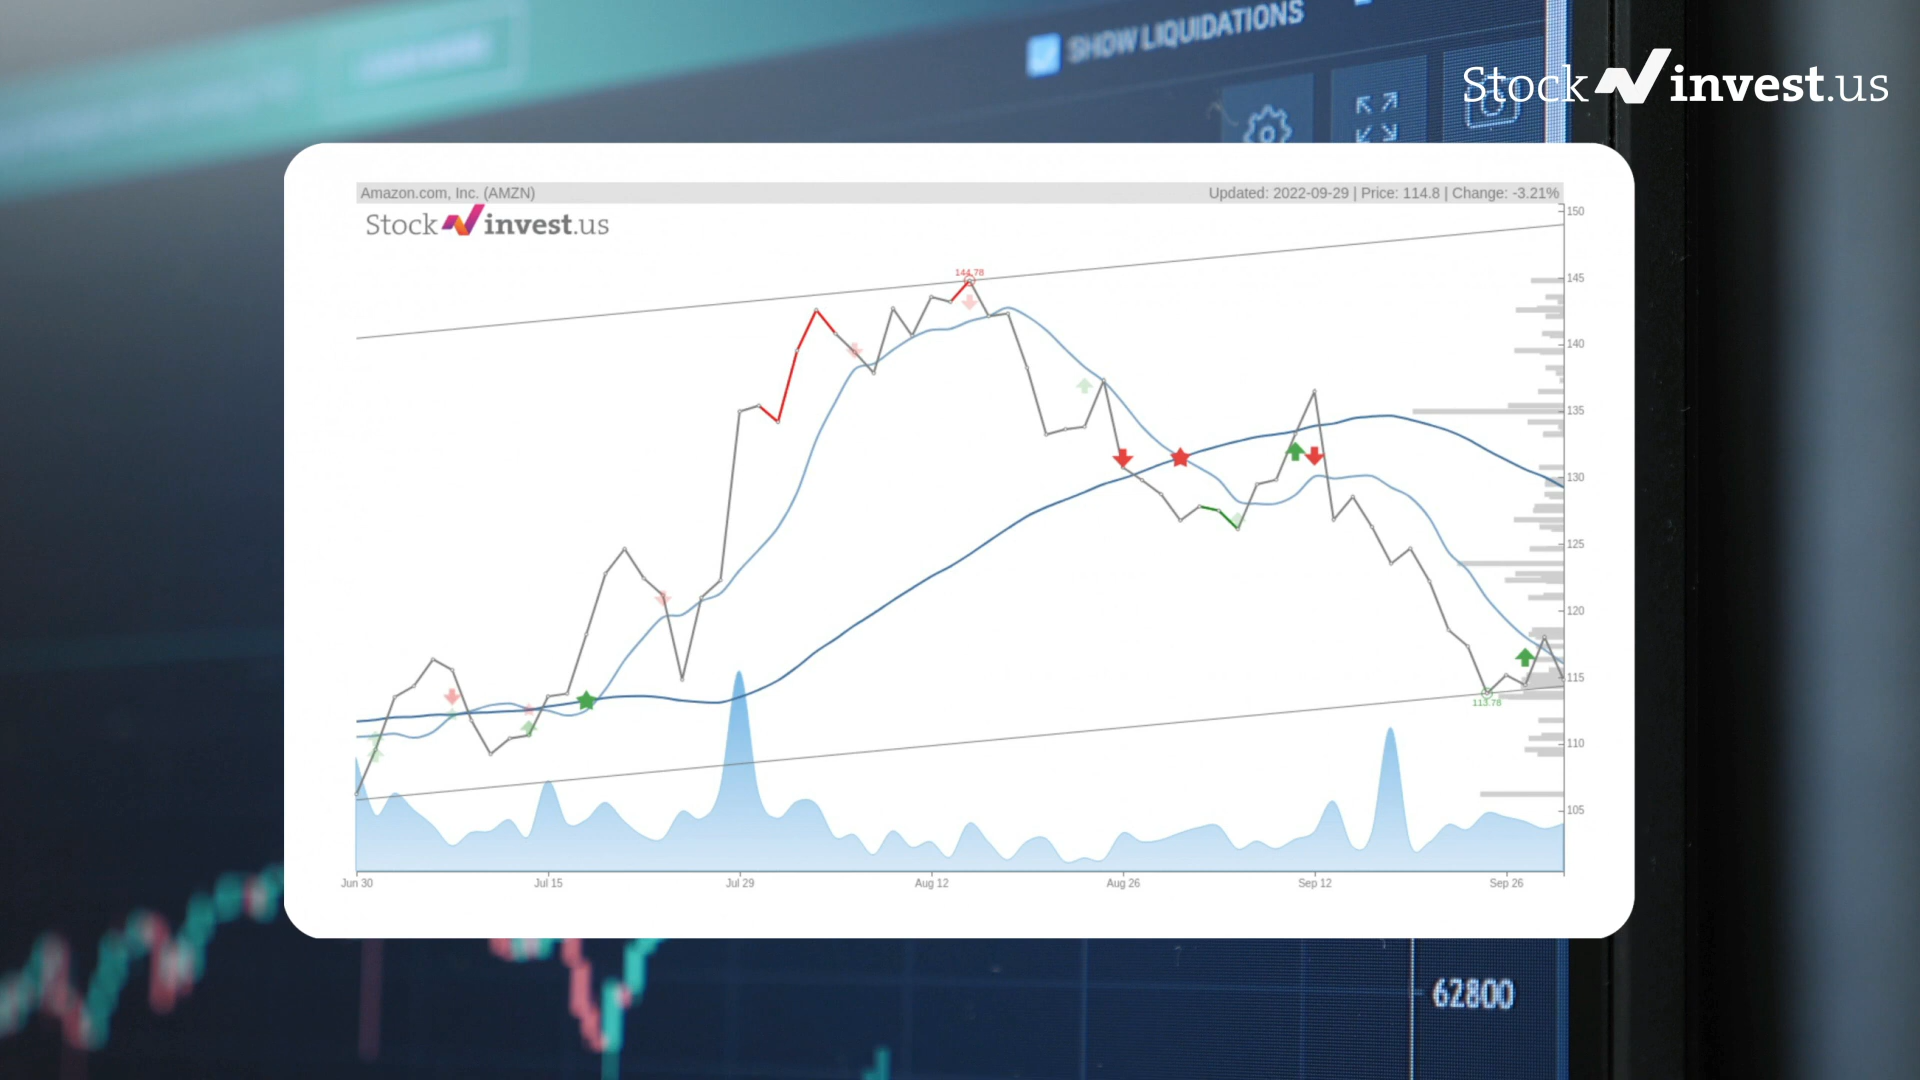 SHOW LIQUIDATIONS
Stock invest.us
Amazon.com, Inc. (AMZN)
Updated: 2022-09-29 | Price: 114.8 | Change: -3.21%
Stock invest.us
150
144.78
145
140
135
130
125
120
115
113.78
110
105
Jun 30
Jul 15
Jul 29
Aug 12
Aug 26
Sep 12
Sep 26
62800